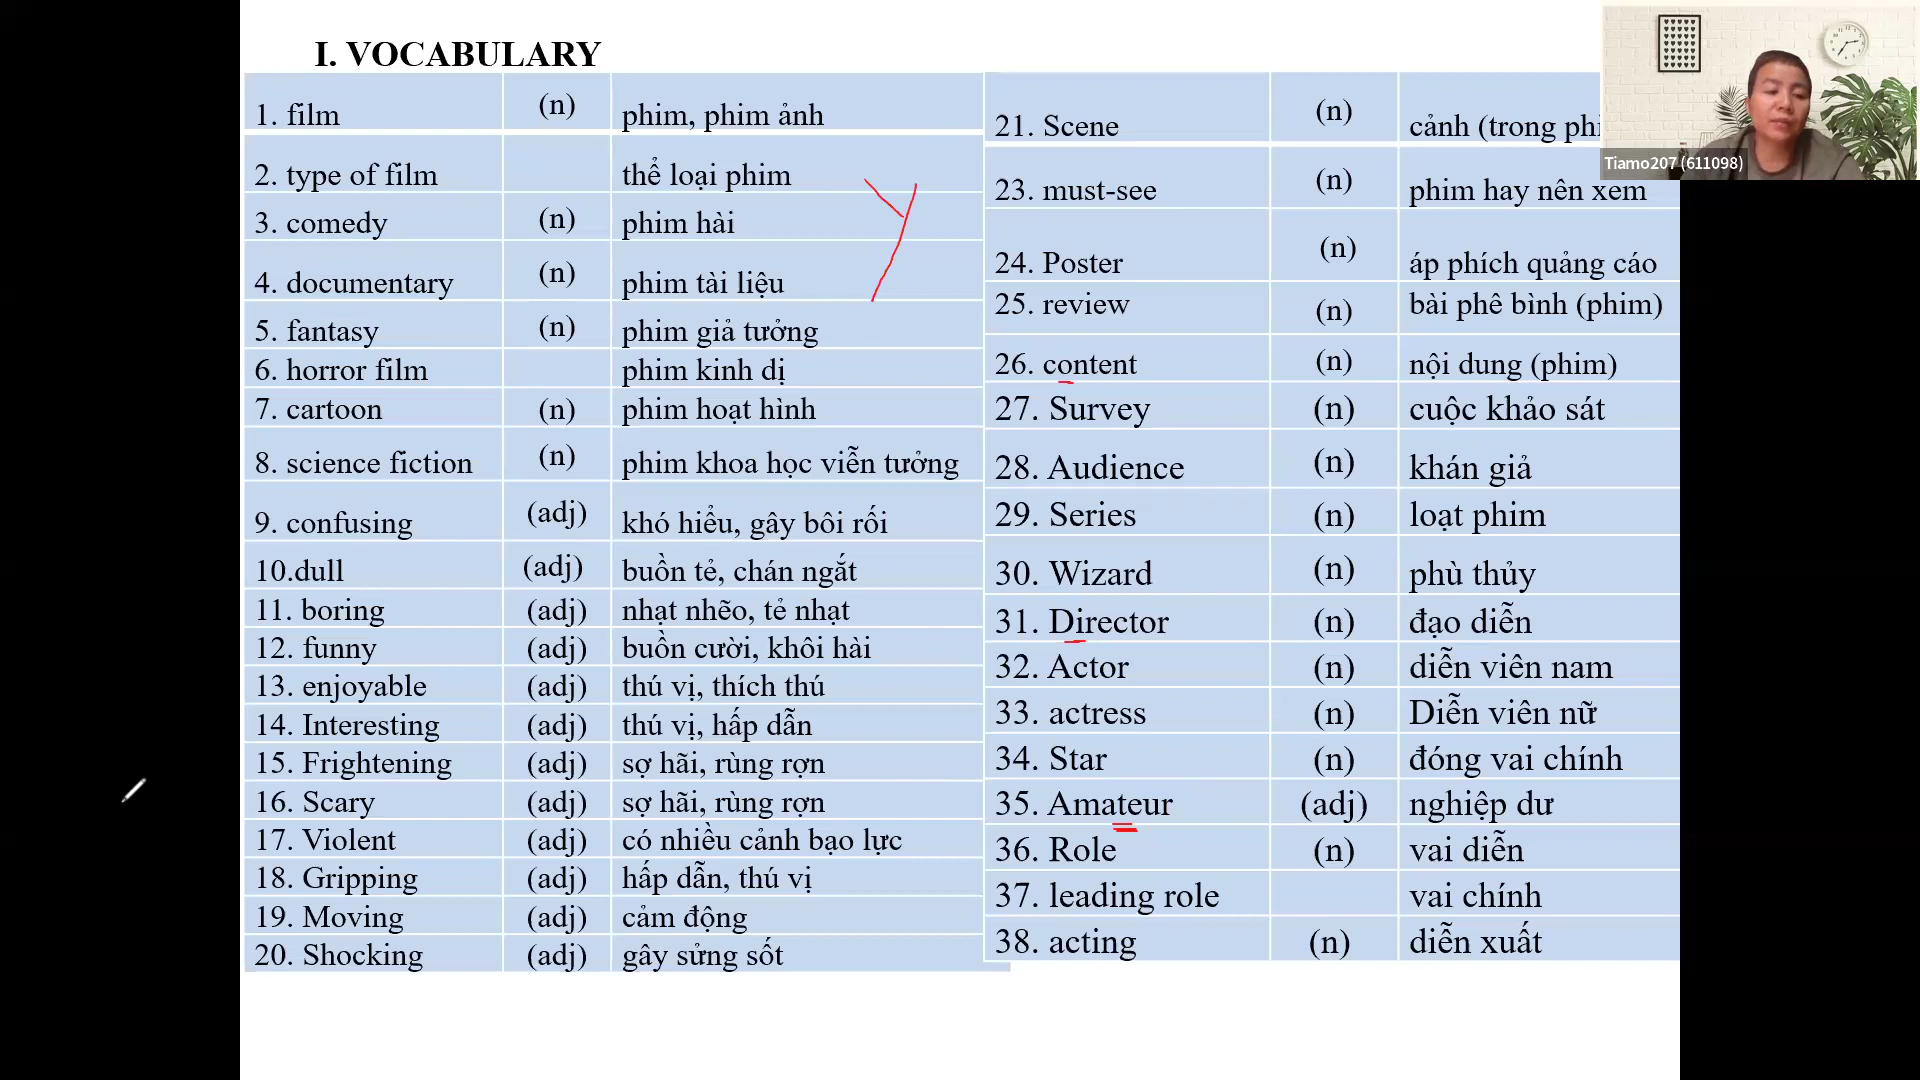 I. VOCABULARY
1. film (n) phim, phim ảnh
2. type of film thể loại phim
3. comedy (n) phim hài
4. documentary (n) phim tài liệu
5. fantasy (n) phim giả tưởng
6. horror film phim kinh dị
7. cartoon (n) phim hoạt hình
8. science fiction (n) phim khoa học viễn tưởng
9. confusing (adj) khó hiểu, gây bôi rối
10.dull (adj) buồn tẻ, chán ngắt
11. boring (adj) nhạt nhẽo, tẻ nhạt
12. funny (adj) buồn cười, khôi hài
13. enjoyable (adj) thú vị, thích thú
14. Interesting (adj) thú vị, hấp dẫn
15. Frightening (adj) sợ hãi, rùng rợn
16. Scary (adj) sợ hãi, rùng rợn
17. Violent (adj) có nhiều cảnh bạo lực
18. Gripping (adj) hấp dẫn, thú vị
19. Moving (adj) cảm động
20. Shocking (adj) gây sửng sốt
21. Scene (n) cảnh (trong
23. must-see (n) phim hay nên xem
24. Poster (n) áp phích quảng cáo
25. review (n) bài phê bình (phim)
26. content (n) nội dung (phim)
27. Survey (n) cuộc khảo sát
28. Audience (n) khán giả
29. Series (n) loạt phim
30. Wizard (n) phù thủy
31. Director (n) đạo diễn
32. Actor (n) diễn viên nam
33. actress (n) Diễn viên nữ
34. Star (n) đóng vai chính
35. Amateur (adj) nghiệp dư
36. Role (n) vai diễn
37. leading role vai chính
38. acting (n) diễn xuất
Tiamo207 (611098)